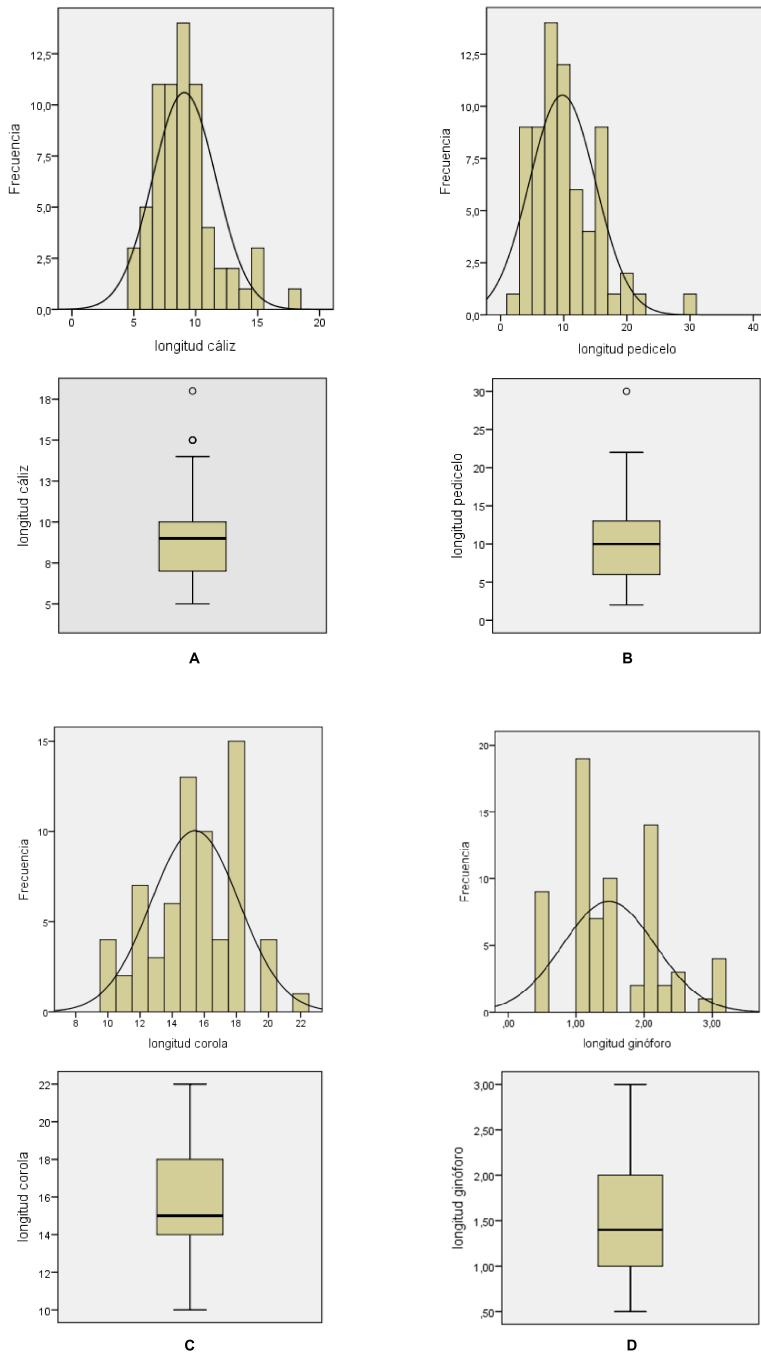 12,5
10,0
7,5
5,0
2,5
0,0
Frecuencia
0 5 10 15 20
longitud cáliz
12,5
10,0
7,5
5,0
2,5
0,0
Frecuencia
0 10 20 30 40
longitud pedicelo
18
15
13
10
8
5
longitud cáliz
A
30
25
20
15
10
5
0
longitud pedicelo
B
15
10
5
0
Frecuencia
8 10 12 14 16 18 20 22
longitud corola
20
15
10
5
0
Frecuencia
,00 1,00 2,00 3,00
longitud ginóforo
22
20
18
16
14
12
10
longitud corola
C
3,00
2,50
2,00
1,50
1,00
,50
longitud ginóforo
D